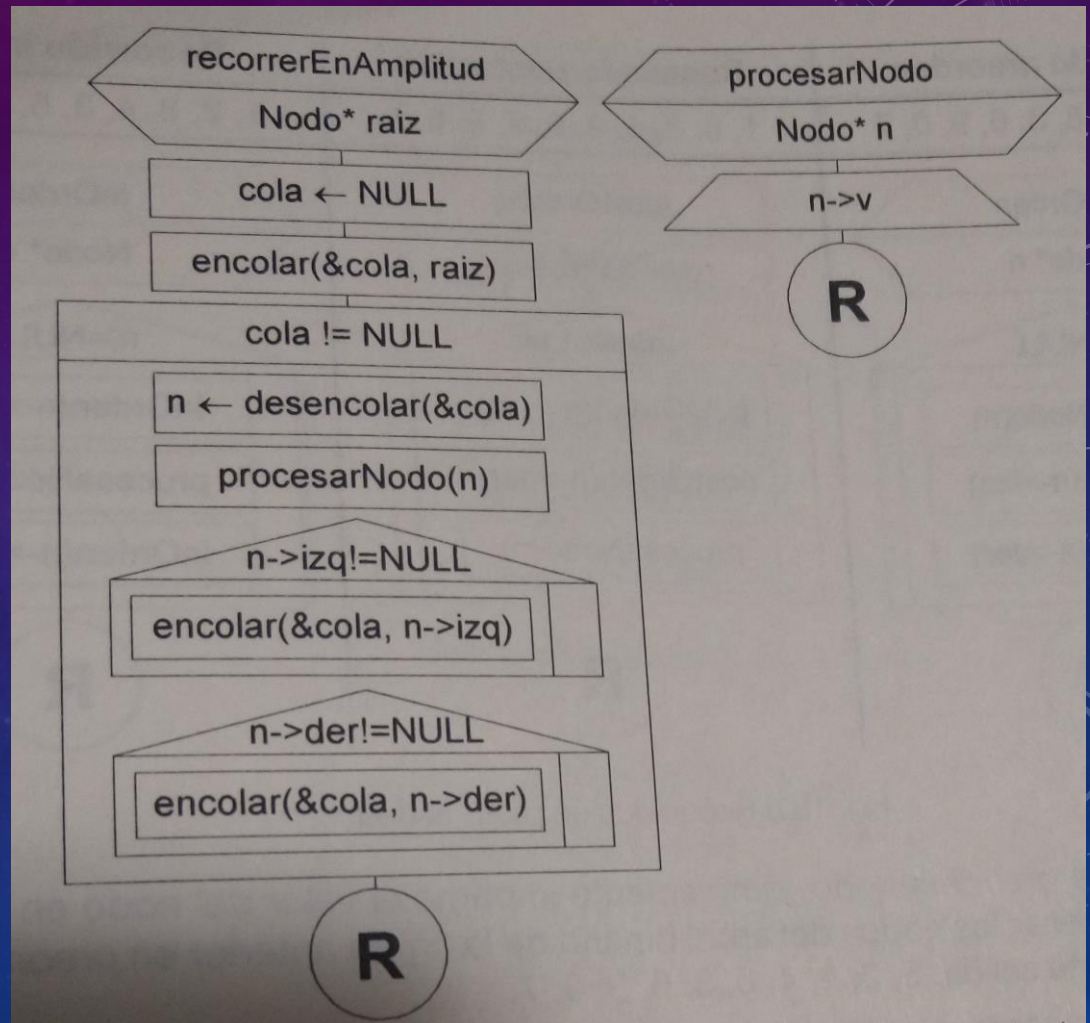 recorrerEnAmplitud
Nodo* raiz
cola ← NULL
encolar(&cola, raiz)
cola != NULL
n ← desencolar(&cola)
procesarNodo(n)
n->izq!=NULL
encolar(&cola, n->izq)
n->der!=NULL
encolar(&cola, n->der)
R
procesarNodo
Nodo* n
n->v
R